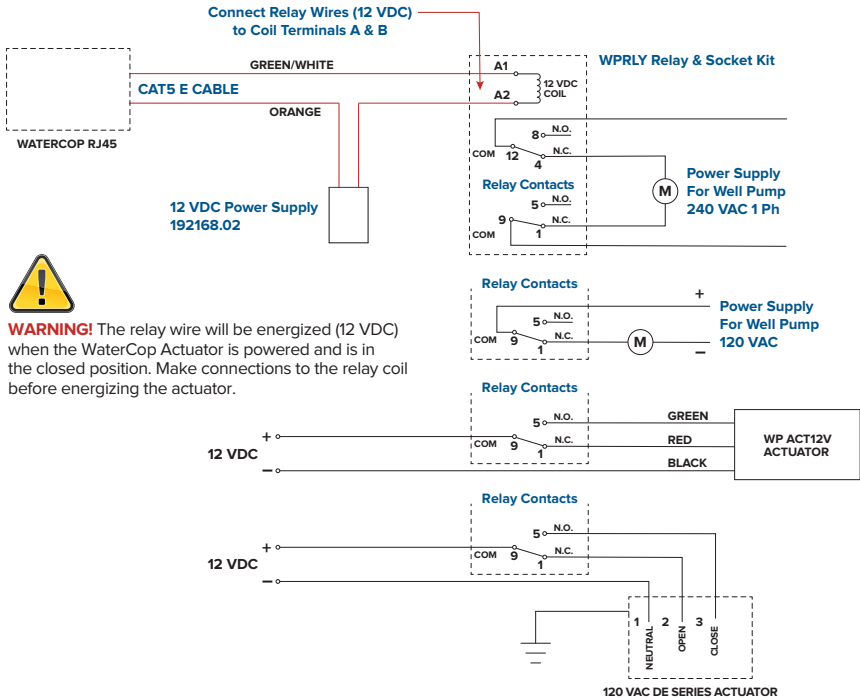 Connect Relay Wires (12 VDC)
to Coil Terminals A & B
GREEN/WHITE
CAT5 E CABLE
ORANGE
WATERCOP RJ45
12 VDC Power Supply
192168.02
WPRLY Relay & Socket Kit
A1
A2
12 VDC
COIL
8 N.O.
COM 12
4 N.C.
Relay Contacts
5 N.O.
9
COM
1 N.C.
M
Power Supply
For Well Pump
240 VAC 1 Ph
WARNING! The relay wire will be energized (12 VDC)
when the WaterCop Actuator is powered and is in
the closed position. Make connections to the relay coil
before energizing the actuator.
Relay Contacts
5 N.O.
COM 9
1 N.C.
M
+
−
Power Supply
For Well Pump
120 VAC
Relay Contacts
12 VDC
+
−
5 N.O.
COM 9
1 N.C.
GREEN
RED
BLACK
WP ACT12V
ACTUATOR
Relay Contacts
12 VDC
+
−
5 N.O.
COM 9
1 N.C.
1 2 3
NEUTRAL
OPEN
CLOSE
120 VAC DE SERIES ACTUATOR